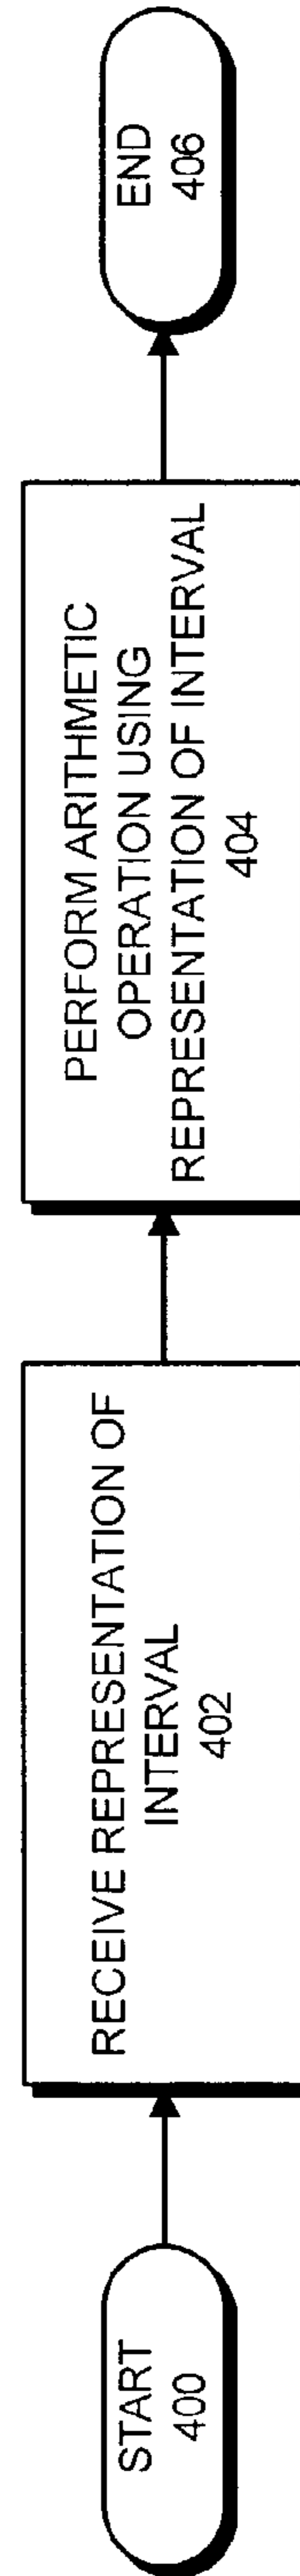 START
400
RECEIVE REPRESENTATION OF
INTERVAL
402
PERFORM ARITHMETIC
OPERATION USING
REPRESENTATION OF INTERVAL
404
END
406